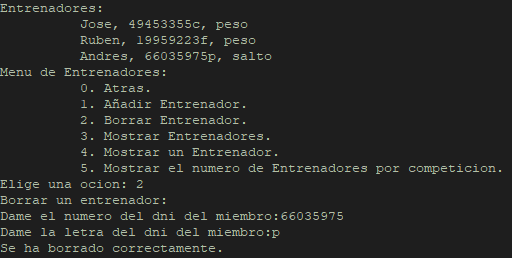 Entrenadores:
Jose, 49453355c, peso
Ruben, 19959223f, peso
Andres, 66035975p, salto
Menu de Entrenadores:
0. Atras.
1. Añadir Entrenador.
2. Borrar Entrenador.
3. Mostrar Entrenadores.
4. Mostrar un Entrenador.
5. Mostrar el numero de Entrenadores por competicion.
Elige una ocion: 2
Borrar un entrenador:
Dame el numero del dni del miembro:66035975
Dame la letra del dni del miembro:p
Se ha borrado correctamente.